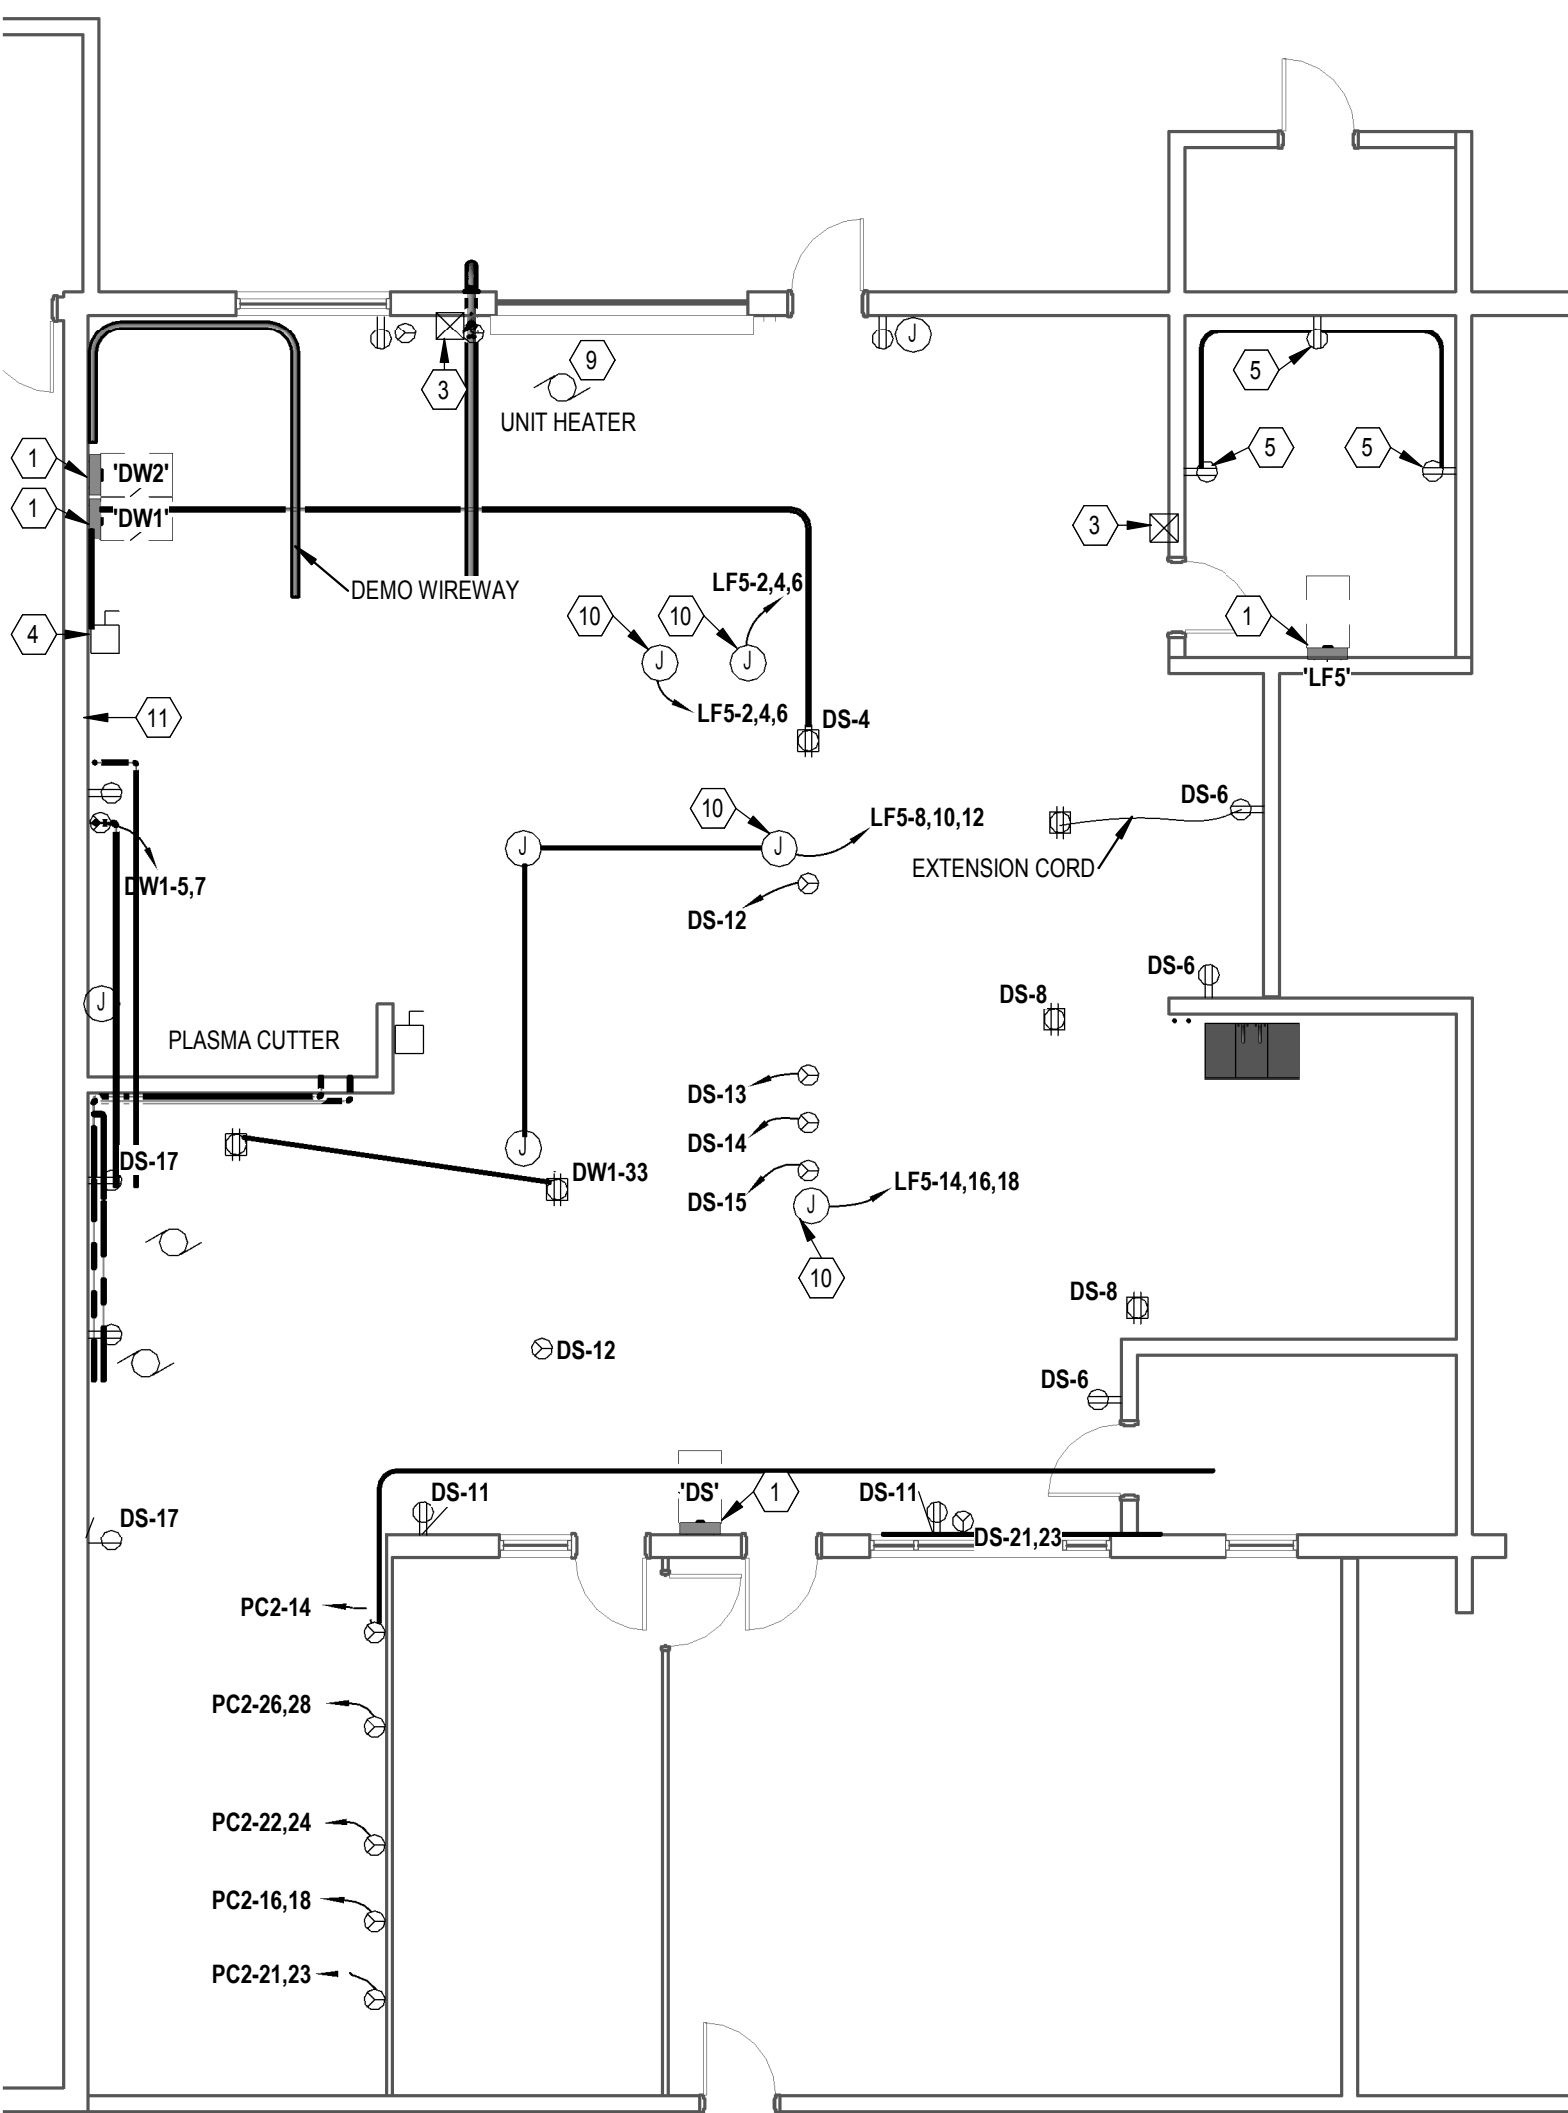 J
9
5
3
UNIT HEATER
5
5
1
'DW2'
1
'DW1'
3
DEMO WIREWAY
LF5-2,4,6
10
10
1
4
J
J
'LF5'
11
LF5-2,4,6
DS-4
DS-6
10
LF5-8,10,12
J
J
EXTENSION CORD
DW1-5,7
DS-12
DS-6
DS-8
J
PLASMA CUTTER
DS-13
DS-14
J
DS-17
DW1-33
DS-15
LF5-14,16,18
J
10
DS-8
DS-12
DS-6
DS-11
'DS'
1
DS-11
DS-17
DS-21,23
PC2-14
PC2-26,28
PC2-22,24
PC2-16,18
PC2-21,23